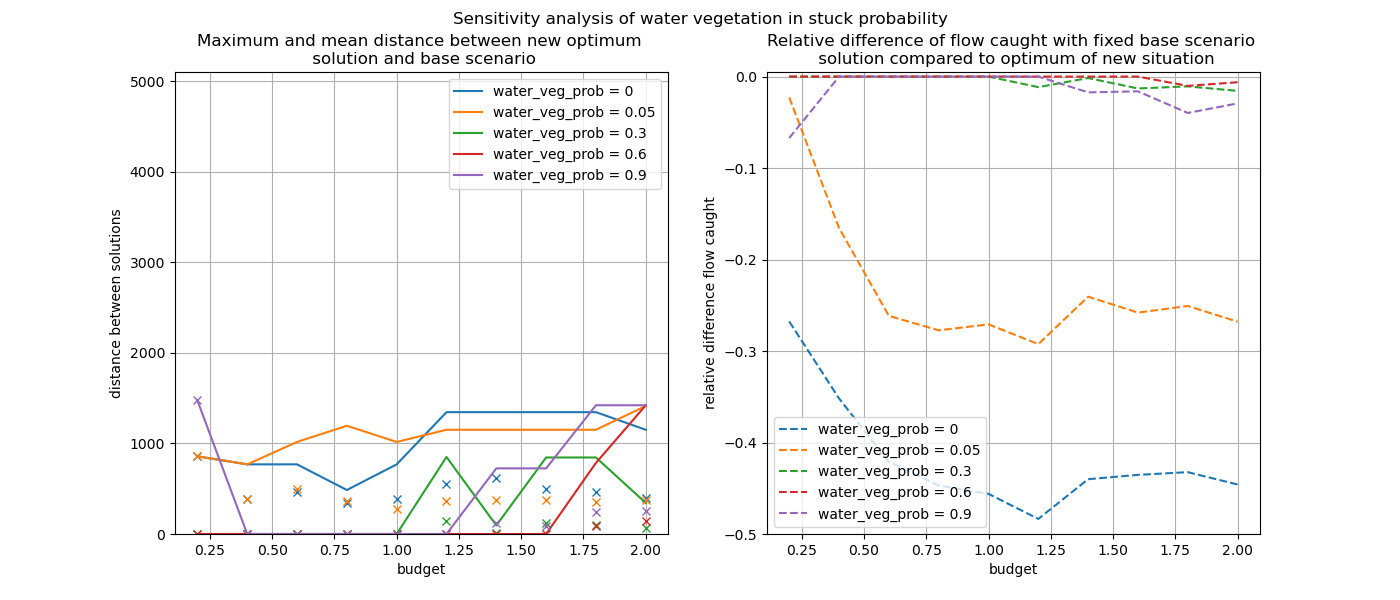 Sensitivity analysis of water vegetation in stuck probability
Maximum and mean distance between new optimum
solution and base scenario
5000
4000
3000
2000
1000
0
distance between solutions
water_veg_prob = 0
water_veg_prob = 0.05
water_veg_prob = 0.3
water_veg_prob = 0.6
water_veg_prob = 0.9
0.25 0.50 0.75 1.00 1.25 1.50 1.75 2.00
budget
Relative difference of flow caught with fixed base scenario
solution compared to optimum of new situation
0.0
−0.1
−0.2
−0.3
−0.4
−0.5
relative difference flow caught
water_veg_prob = 0
water_veg_prob = 0.05
water_veg_prob = 0.3
water_veg_prob = 0.6
water_veg_prob = 0.9
0.25 0.50 0.75 1.00 1.25 1.50 1.75 2.00
budget